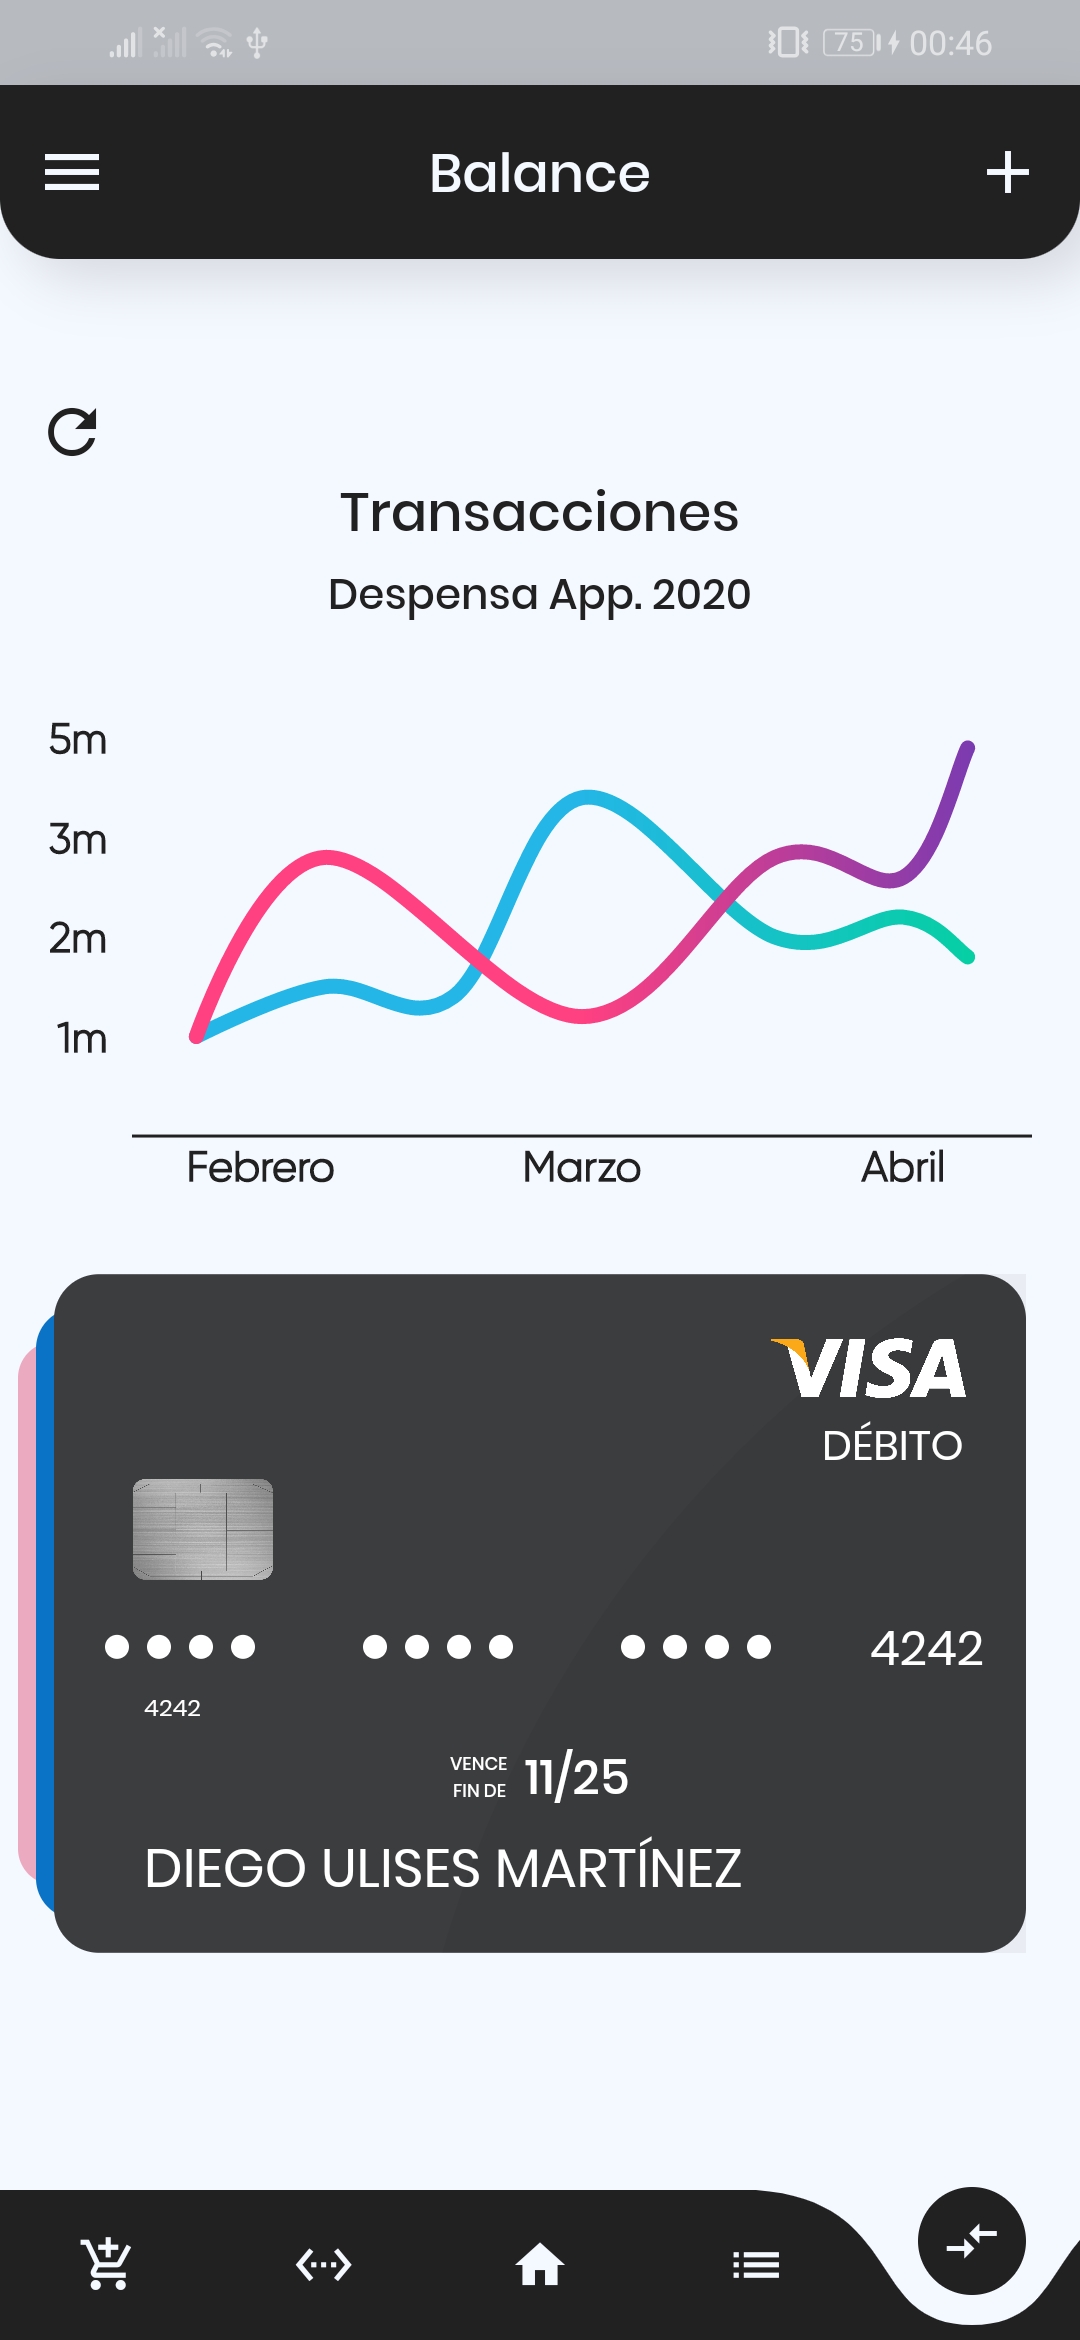 75 00:46
Balance
Transacciones
Despensa App. 2020
5m
3m
2m
1m
Febrero Marzo Abril
VISA
DÉBITO
4242
4242
VENCE
FIN DE
11/25
DIEGO ULISES MARTÍNEZ